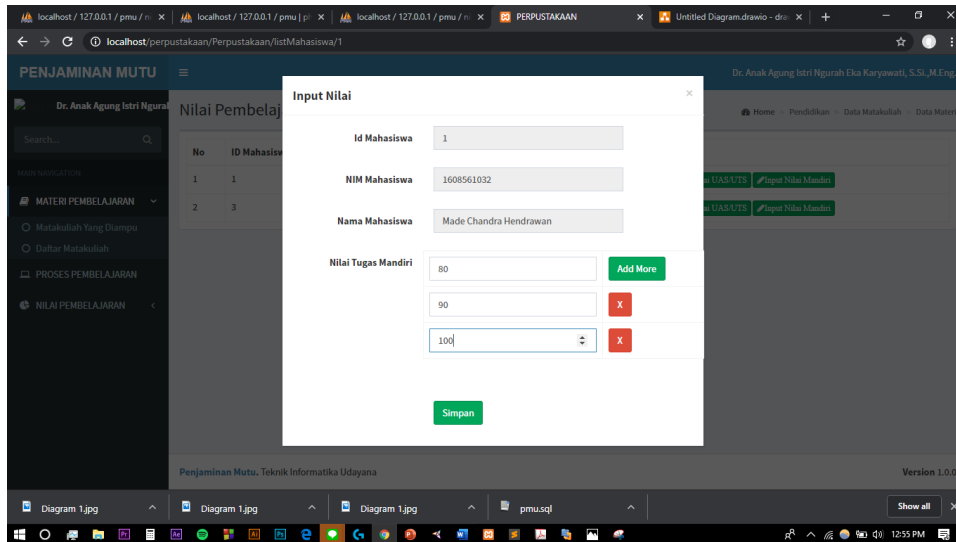 localhost / 127.0.0.1 / pmu / n
localhost / 127.0.0.1 / pmu | p
localhost / 127.0.0.1 / pmu / n
PERPUSTAKAAN
Untitled Diagram.drawio - dra
localhost/perpustakaan/Perpustakaan/listMahasiswa/1
PENJAMINAN MUTU
Dr. Anak Agung Istri Ngurah Eka Karyawati, S.Si.,M.Eng.
Dr. Anak Agung Istri Ngurah
Nilai Pembelaj
Home
Pendidikan
Data Matakuliah
Data Materi
Search...
MAIN NAVIGATION
MATERI PEMBELAJARAN
Matakuliah Yang Diampu
Daftar Matakuliah
PROSES PEMBELAJARAN
NILAI PEMBELAJARAN
No ID Mahasisw
1 1
ai UAS/UTS Input Nilai Mandiri
2 3
ai UAS/UTS Input Nilai Mandiri
Input Nilai
×
Id Mahasiswa 1
NIM Mahasiswa 1608561032
Nama Mahasiswa Made Chandra Hendrawan
Nilai Tugas Mandiri 80 Add More
90 X
100 X
Simpan
Penjaminan Mutu. Teknik Informatika Udayana
Version 1.0.0
Diagram 1.jpg
Diagram 1.jpg
Diagram 1.jpg
pmu.sql
Show all
12:55 PM